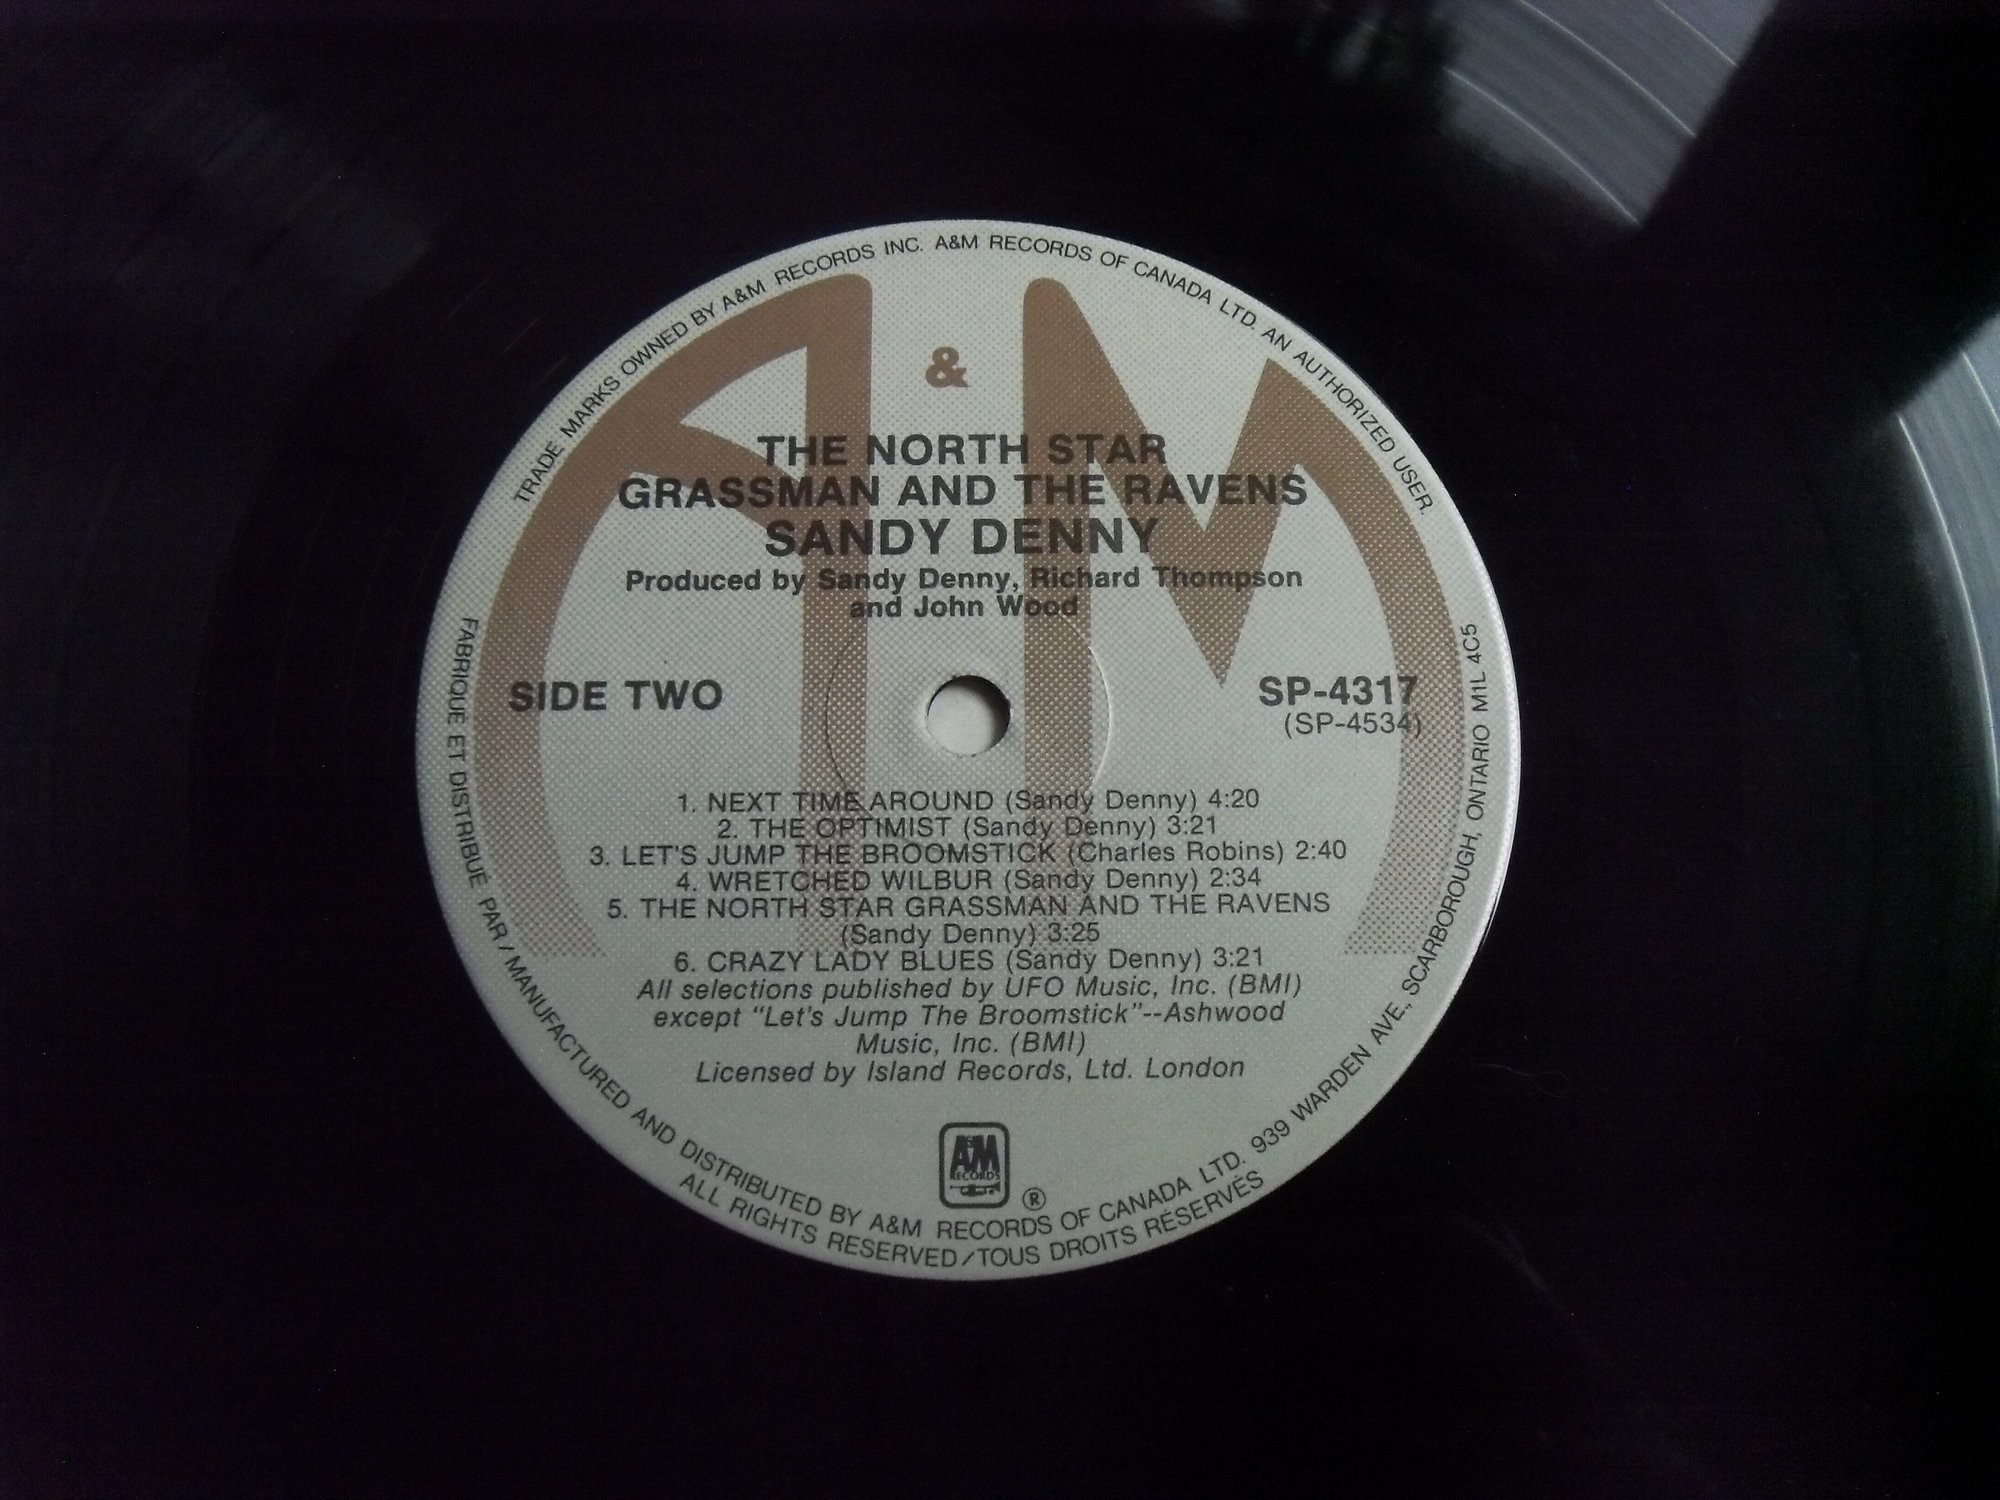 TRADE MARKS OWNED BY A&M RECORDS INC. A&M RECORDS OF CANADA LTD. AN AUTHORIZED USER.
&
THE NORTH STAR
GRASSMAN AND THE RAVENS
SANDY DENNY
Produced by Sandy Denny, Richard Thompson
and John Wood
SIDE TWO
SP-4317
(SP-4534)
1. NEXT TIME AROUND (Sandy Denny) 4:20
2. THE OPTIMIST (Sandy Denny) 3:21
3. LET'S JUMP THE BROOMSTICK (Charles Robins) 2:40
4. WRETCHED WILBUR (Sandy Denny) 2:34
5. THE NORTH STAR GRASSMAN AND THE RAVENS
(Sandy Denny) 3:25
6. CRAZY LADY BLUES (Sandy Denny) 3:21
All selections published by UFO Music, Inc. (BMI)
except "Let's Jump The Broomstick"--Ashwood
Music, Inc. (BMI)
Licensed by Island Records, Ltd. London
A&M
RECORDS
®
FABRIQUE ET DISTRIBUÉ PAR / MANUFACTURED AND DISTRIBUTED BY A&M RECORDS OF CANADA LTD. 939 WARDEN AVE., SCARBOROUGH, ONTARIO M1L 4C5
ALL RIGHTS RESERVED/TOUS DROITS RÉSERVÉS